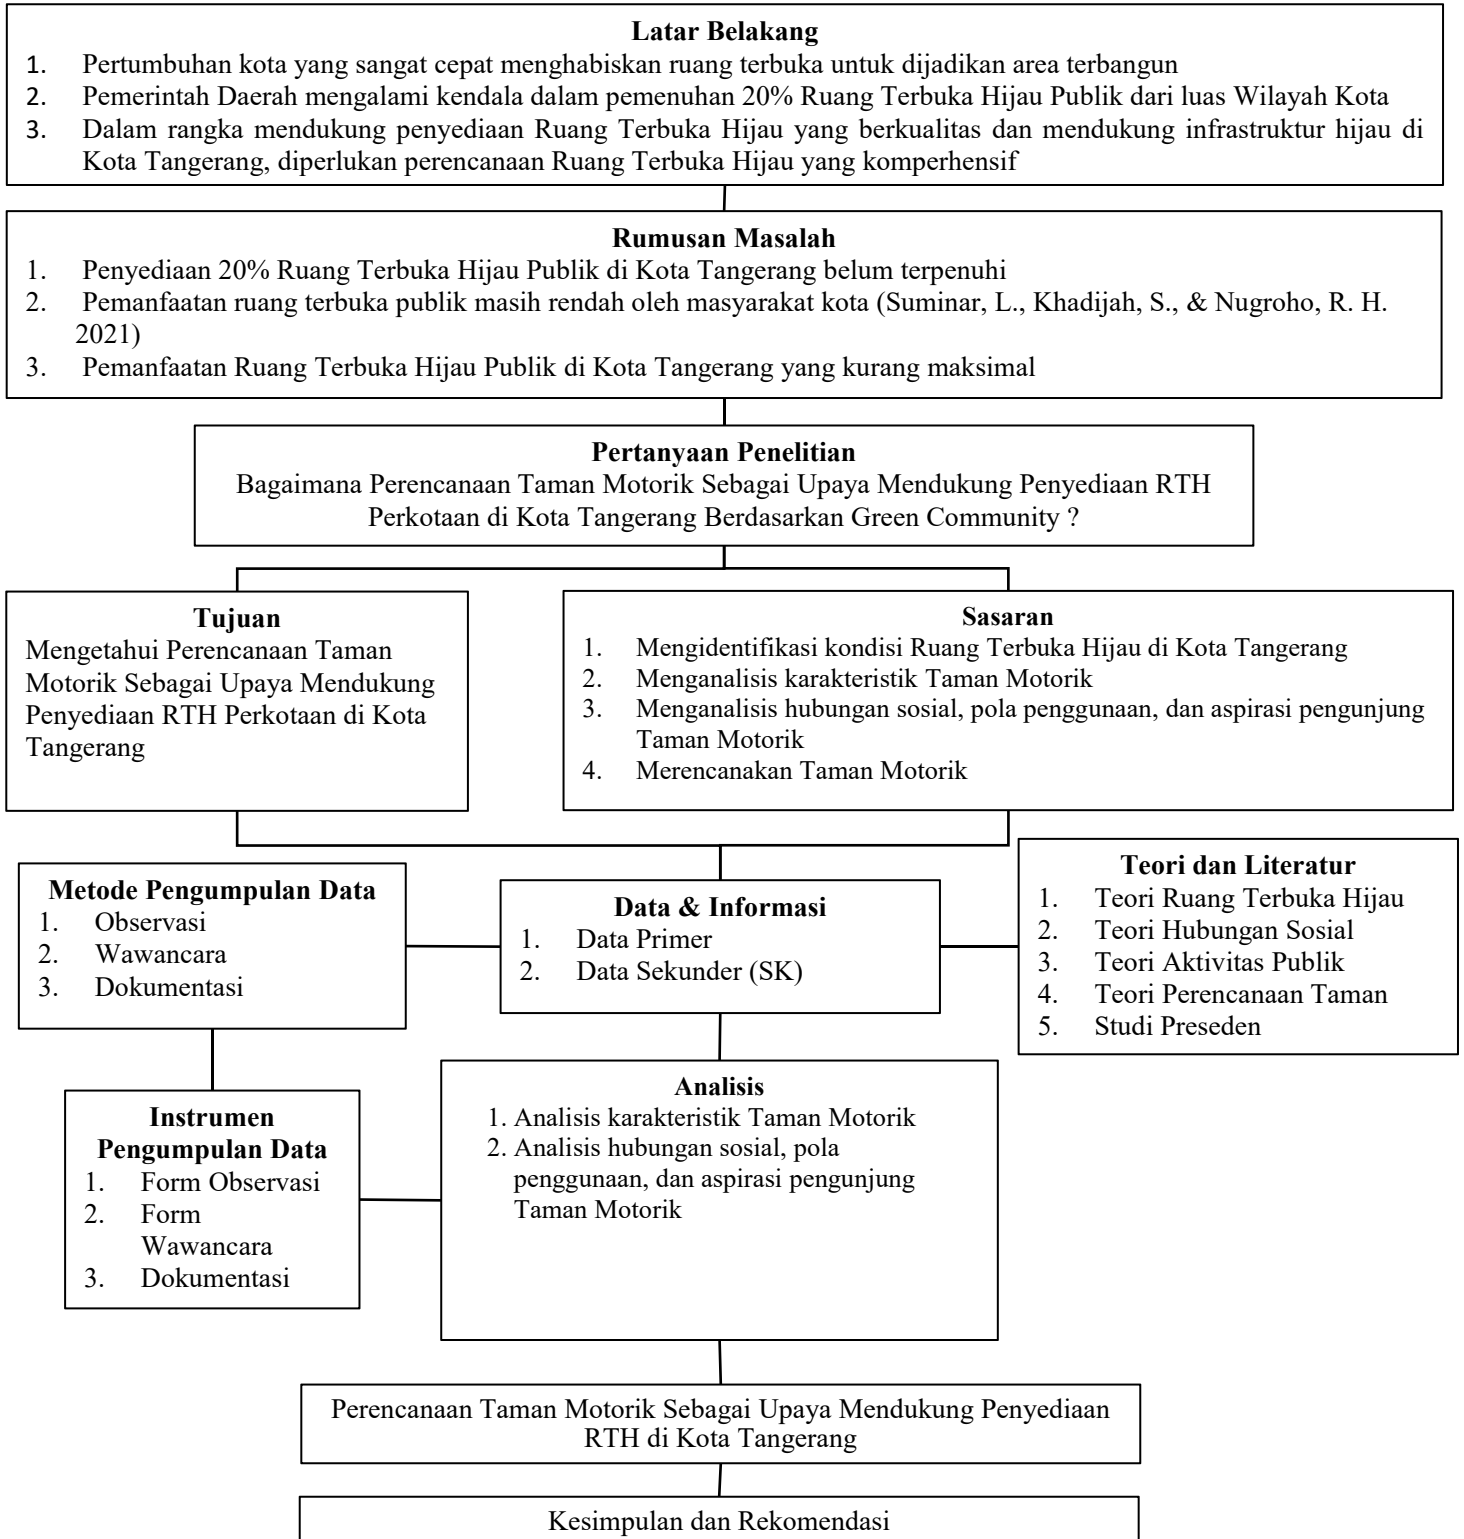 Latar Belakang
1. Pertumbuhan kota yang sangat cepat menghabiskan ruang terbuka untuk dijadikan area terbangun
2. Pemerintah Daerah mengalami kendala dalam pemenuhan 20% Ruang Terbuka Hijau Publik dari luas Wilayah Kota
3. Dalam rangka mendukung penyediaan Ruang Terbuka Hijau yang berkualitas dan mendukung infrastruktur hijau di
Kota Tangerang, diperlukan perencanaan Ruang Terbuka Hijau yang komperhensif
Rumusan Masalah
1. Penyediaan 20% Ruang Terbuka Hijau Publik di Kota Tangerang belum terpenuhi
2. Pemanfaatan ruang terbuka publik masih rendah oleh masyarakat kota (Suminar, L., Khadijah, S., & Nugroho, R. H.
2021)
3. Pemanfaatan Ruang Terbuka Hijau Publik di Kota Tangerang yang kurang maksimal
Pertanyaan Penelitian
Bagaimana Perencanaan Taman Motorik Sebagai Upaya Mendukung Penyediaan RTH
Perkotaan di Kota Tangerang Berdasarkan Green Community ?
Tujuan
Mengetahui Perencanaan Taman
Motorik Sebagai Upaya Mendukung
Penyediaan RTH Perkotaan di Kota
Tangerang
Sasaran
1. Mengidentifikasi kondisi Ruang Terbuka Hijau di Kota Tangerang
2. Menganalisis karakteristik Taman Motorik
3. Menganalisis hubungan sosial, pola penggunaan, dan aspirasi pengunjung
Taman Motorik
4. Merencanakan Taman Motorik
Metode Pengumpulan Data
1. Observasi
2. Wawancara
3. Dokumentasi
Data & Informasi
1. Data Primer
2. Data Sekunder (SK)
Teori dan Literatur
1. Teori Ruang Terbuka Hijau
2. Teori Hubungan Sosial
3. Teori Aktivitas Publik
4. Teori Perencanaan Taman
5. Studi Preseden
Instrumen
Pengumpulan Data
1. Form Observasi
2. Form
Wawancara
3. Dokumentasi
Analisis
1. Analisis karakteristik Taman Motorik
2. Analisis hubungan sosial, pola
penggunaan, dan aspirasi pengunjung
Taman Motorik
Perencanaan Taman Motorik Sebagai Upaya Mendukung Penyediaan
RTH di Kota Tangerang
Kesimpulan dan Rekomendasi